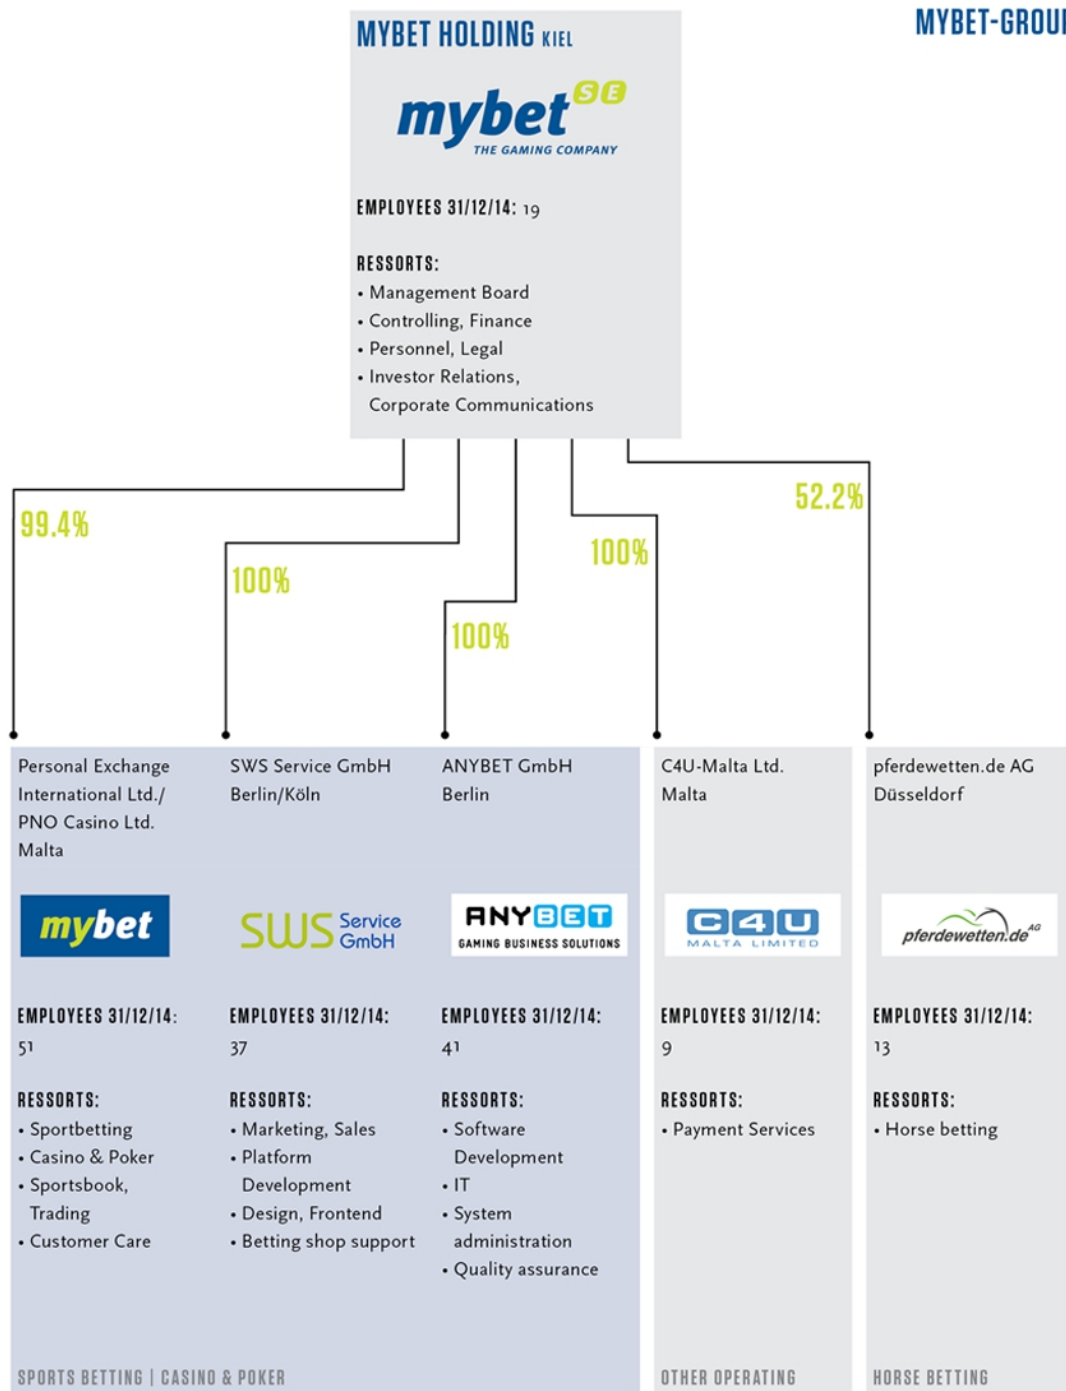 MYBET HOLDING KIEL
MYBET-GROUP
mybet SE
THE GAMING COMPANY
EMPLOYEES 31/12/14: 19
RESSORTS:
• Management Board
• Controlling, Finance
• Personnel, Legal
• Investor Relations,
Corporate Communications
99.4%
100%
100%
100%
52.2%
Personal Exchange
International Ltd./
PNO Casino Ltd.
Malta
mybet
EMPLOYEES 31/12/14:
51
RESSORTS:
• Sportbetting
• Casino & Poker
• Sportsbook,
Trading
• Customer Care
SWS Service GmbH
Berlin/Köln
SWS Service
GmbH
EMPLOYEES 31/12/14:
37
RESSORTS:
• Marketing, Sales
• Platform
Development
• Design, Frontend
• Betting shop support
ANYBET GmbH
Berlin
ANYBET
GAMING BUSINESS SOLUTIONS
EMPLOYEES 31/12/14:
41
RESSORTS:
• Software
Development
• IT
• System
administration
• Quality assurance
SPORTS BETTING | CASINO & POKER
C4U-Malta Ltd.
Malta
C4U
MALTA LIMITED
EMPLOYEES 31/12/14:
9
RESSORTS:
• Payment Services
OTHER OPERATING
pferdewetten.de AG
Düsseldorf
pferdewetten.de AG
EMPLOYEES 31/12/14:
13
RESSORTS:
• Horse betting
HORSE BETTING